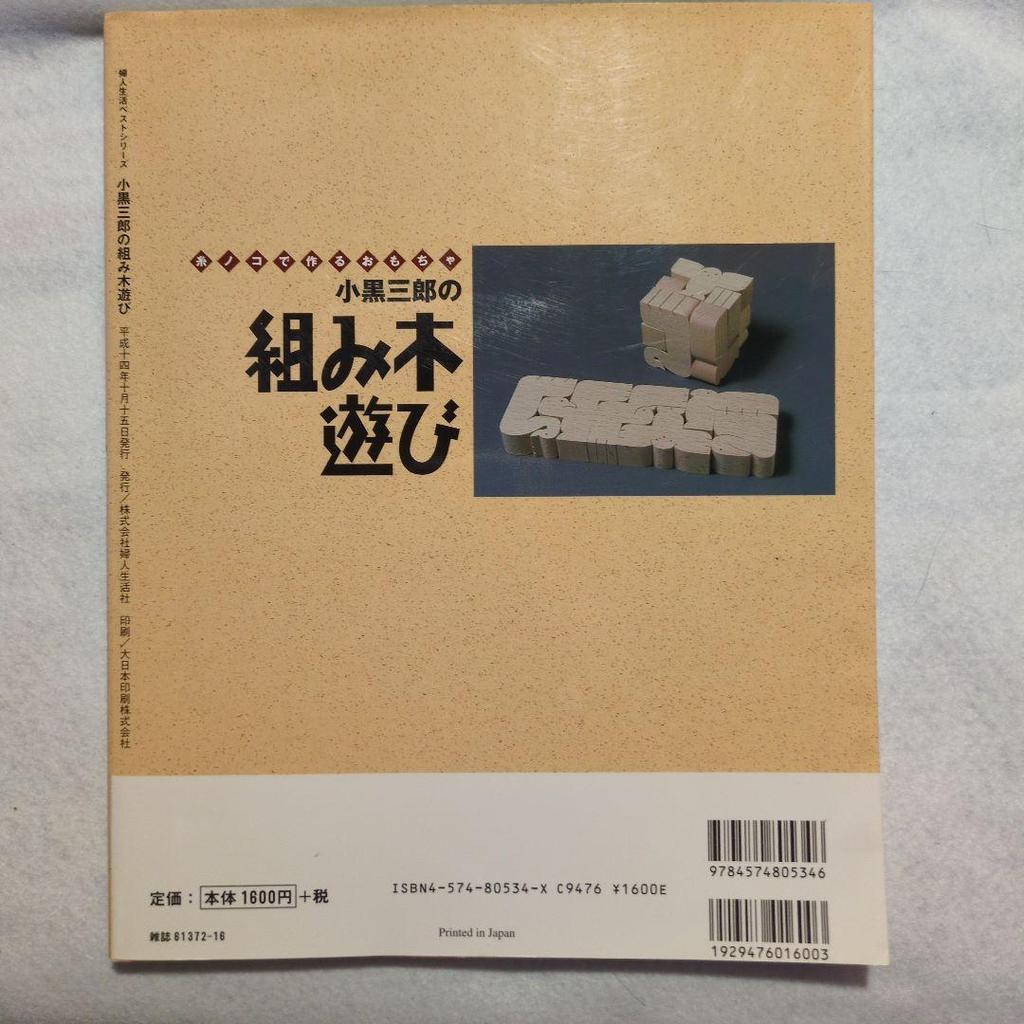 婦人生活ベストシリーズ 小黒三郎の組み木遊び 平成十四年十月十五日発行 発行/株式会社婦人生活社 印刷/大日本印刷株式会社
糸ノコで作るおもちゃ
小黒三郎の
組み木
遊び
9784574805346
定価：本体1600円+税
ISBN4-574-80534-X C9476 ¥1600E
雑誌 61372-16
Printed in Japan
1929476016003